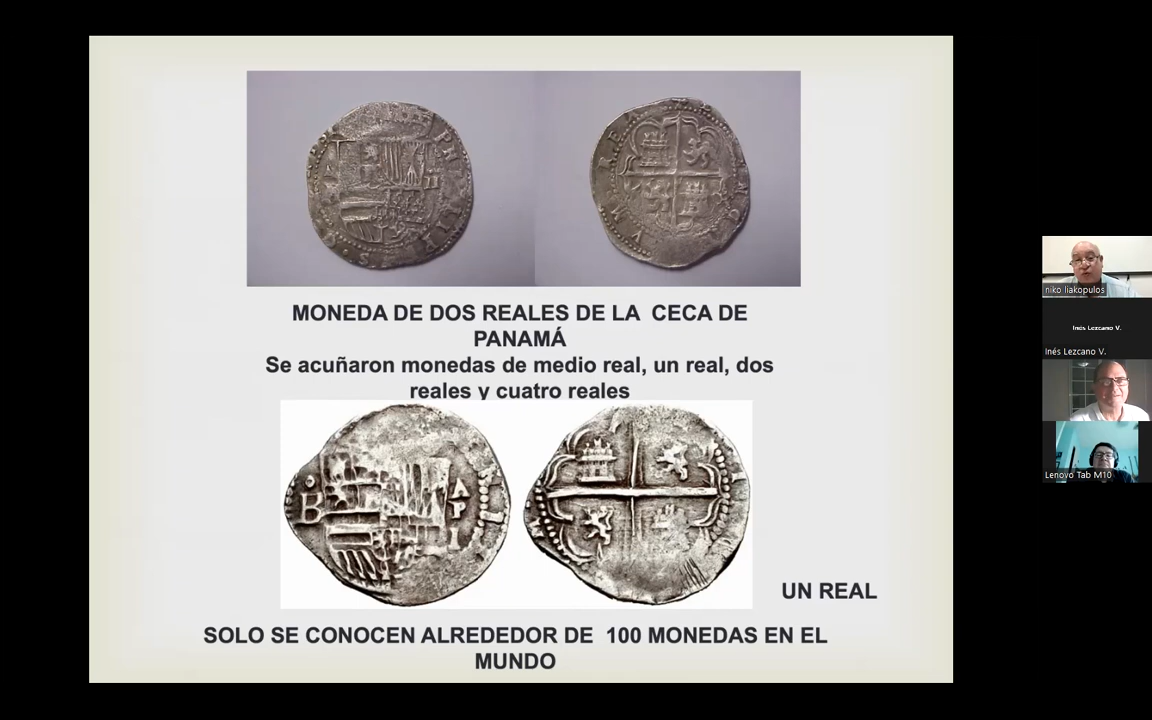 MONEDA DE DOS REALES DE LA CECA DE
PANAMÁ
Se acuñaron monedas de medio real, un real, dos
reales y cuatro reales
B
A
P
I
UN REAL
SOLO SE CONOCEN ALREDEDOR DE 100 MONEDAS EN EL
MUNDO
niko liakopulos
Inés Lezcano V.
Inés Lezcano V.
Lenovo Tab M10